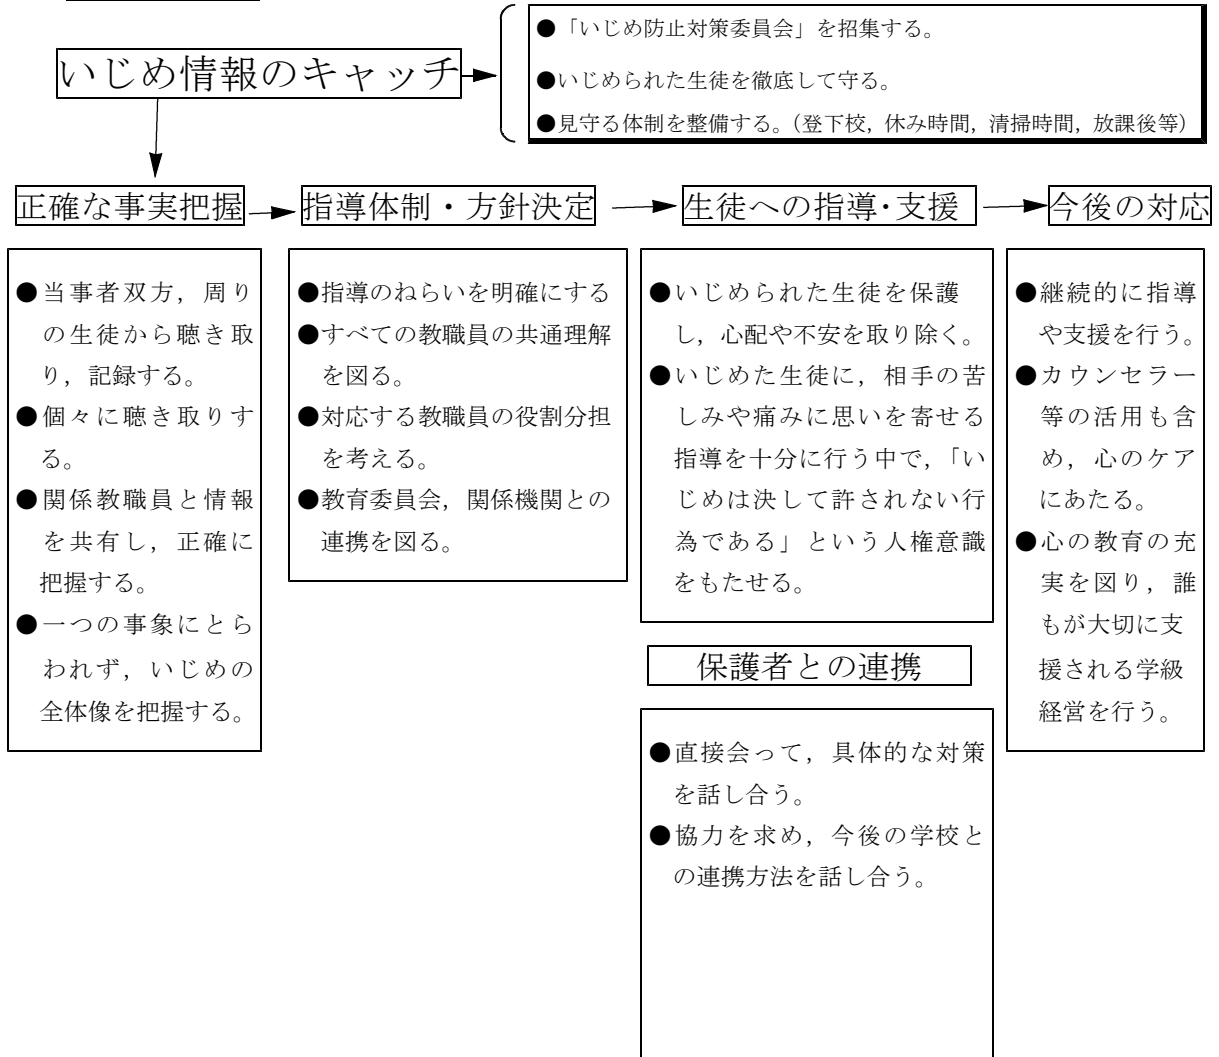 いじめ情報のキャッチ
●「いじめ防止対策委員会」を招集する。
●いじめられた生徒を徹底して守る。
●見守る体制を整備する。（登下校，休み時間，清掃時間，放課後等）
正確な事実把握
●当事者双方，周り
の生徒から聴き取
り，記録する。
●個々に聴き取りす
る。
●関係教職員と情報
を共有し，正確に
把握する。
●一つの事象にとら
われず，いじめの
全体像を把握する。
指導体制・方針決定
●指導のねらいを明確にする
●すべての教職員の共通理解
を図る。
●対応する教職員の役割分担
を考える。
●教育委員会，関係機関との
連携を図る。
生徒への指導・支援
●いじめられた生徒を保護
し，心配や不安を取り除く。
●いじめた生徒に，相手の苦
しみや痛みに思いを寄せる
指導を十分に行う中で，「い
じめは決して許されない行
為である」という人権意識
をもたせる。
保護者との連携
●直接会って，具体的な対策
を話し合う。
●協力を求め，今後の学校と
の連携方法を話し合う。
今後の対応
●継続的に指導
や支援を行う。
●カウンセラー
等の活用も含
め，心のケア
にあたる。
●心の教育の充
実を図り，誰
もが大切に支
援される学級
経営を行う。